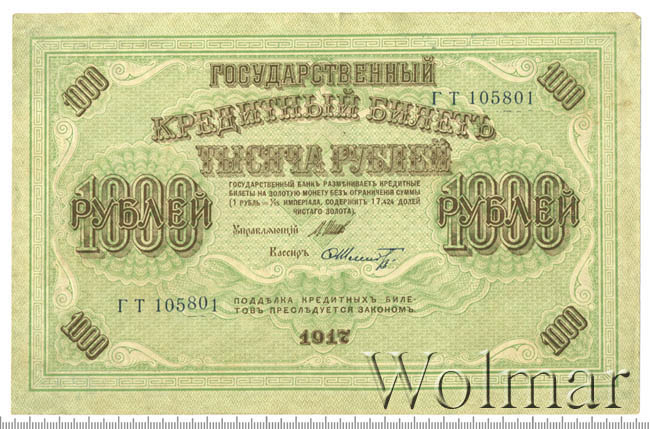 1000
1000
ГОСУДАРСТВЕННЫЙ
ГТ 105801
КРЕДИТНЫЙ БИЛЕТЪ
ТЫСЯЧА РУБЛЕЙ
ГОСУДАРСТВЕННЫЙ БАНКЪ РАЗМѢНИВАЕТЪ КРЕДИТНЫЕ
БИЛЕТЫ НА ЗОЛОТУЮ МОНЕТУ БЕЗЪ ОГРАНИЧЕНІЯ СУММЫ
(1 РУБЛЬ = 1/15 ИМПЕРІАЛА, СОДЕРЖИТЪ 17.424 ДОЛЕЙ
ЧИСТАГО ЗОЛОТА).
1000 РУБЛЕЙ
1000 РУБЛЕЙ
Управляющій
Кассиръ
ГТ 105801
ПОДДѢЛКА КРЕДИТНЫХЪ БИЛЕ-
ТОВЪ ПРЕСЛѢДУЕТСЯ ЗАКОНОМЪ.
1000
1917
1000
Wolmar